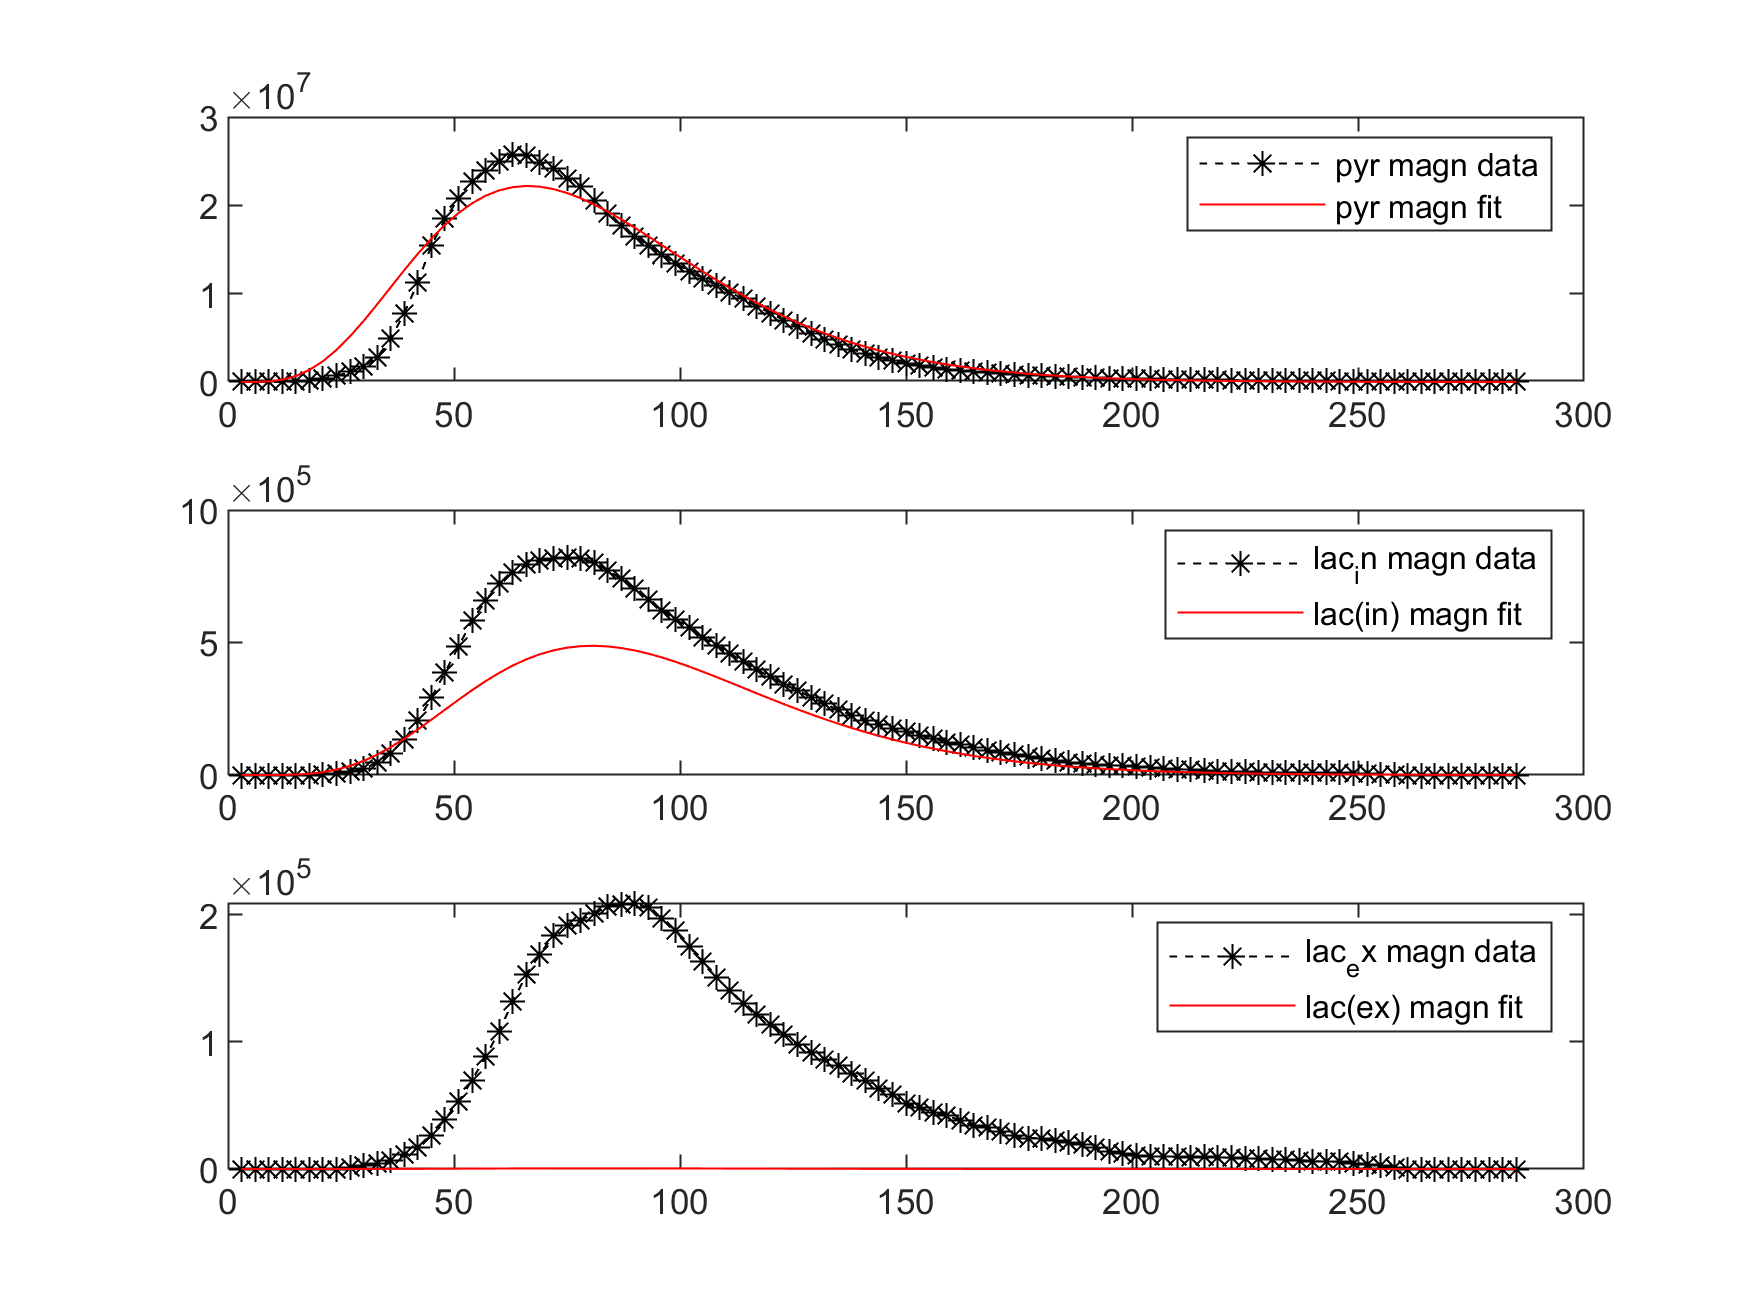 ×10⁷
3
2
1
0
pyr magn data
pyr magn fit
0 50 100 150 200 250 300
×10⁵
10
5
0
lacᵢn magn data
lac(in) magn fit
0 50 100 150 200 250 300
×10⁵
2
1
0
lacₑx magn data
lac(ex) magn fit
0 50 100 150 200 250 300